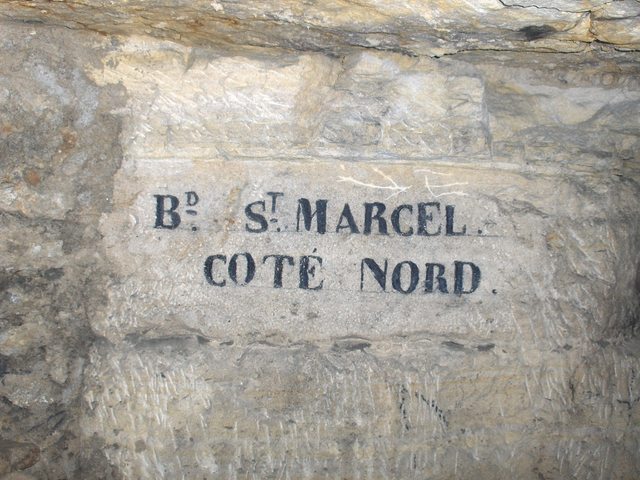 BD. ST. MARCEL.
COTÉ NORD.